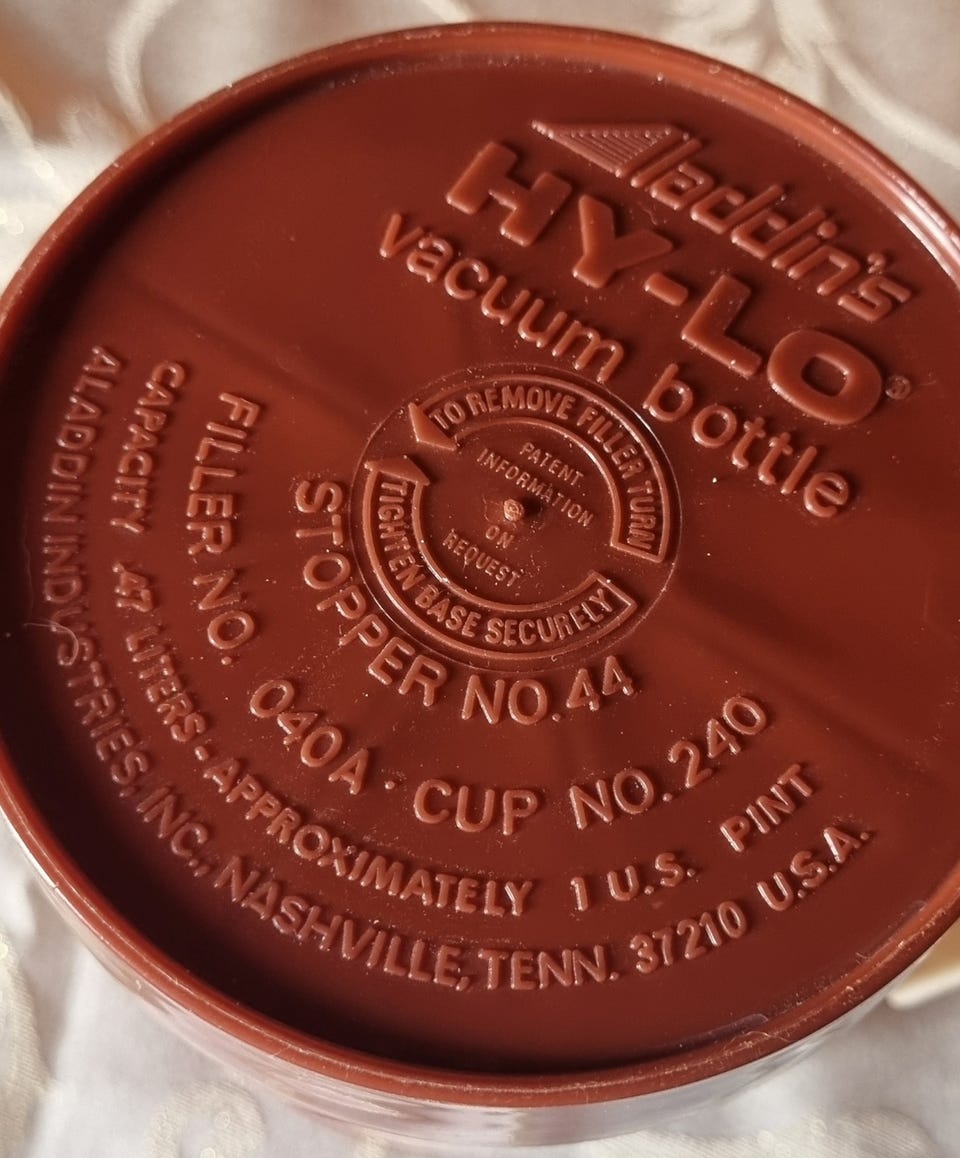 Aladdin's
HY-LO®
vacuum bottle
TO REMOVE FILLER TURN
PATENT
INFORMATION
ON
REQUEST
TIGHTEN BASE SECURELY
STOPPER NO. 44
FILLER NO. 040A · CUP NO. 240
CAPACITY .47 LITERS - APPROXIMATELY 1 U.S. PINT
ALADDIN INDUSTRIES, INC., NASHVILLE, TENN. 37210 U.S.A.